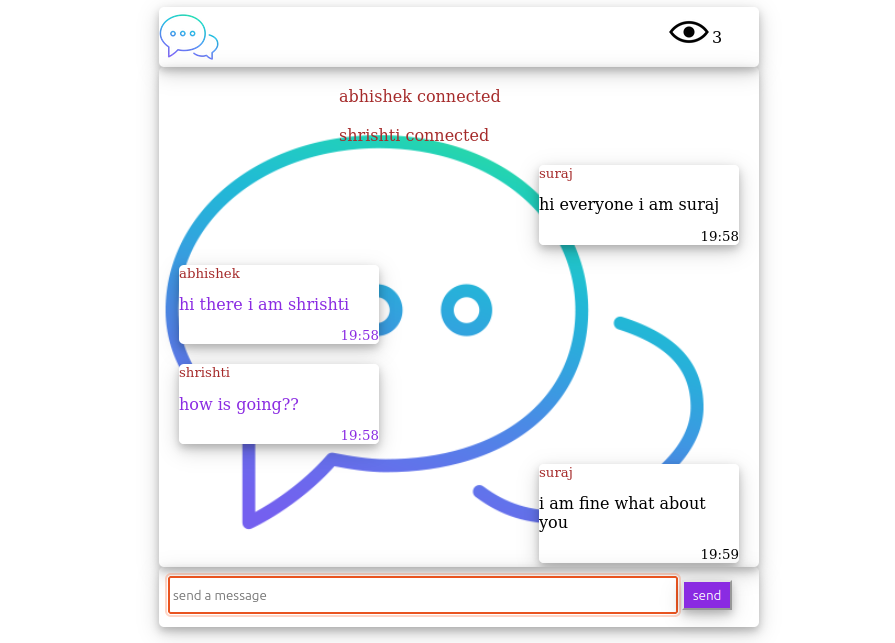 3
abhishek connected
shrishti connected
suraj
hi everyone i am suraj
19:58
abhishek
hi there i am shrishti
19:58
shrishti
how is going??
19:58
suraj
i am fine what about
you
19:59
send a message
send